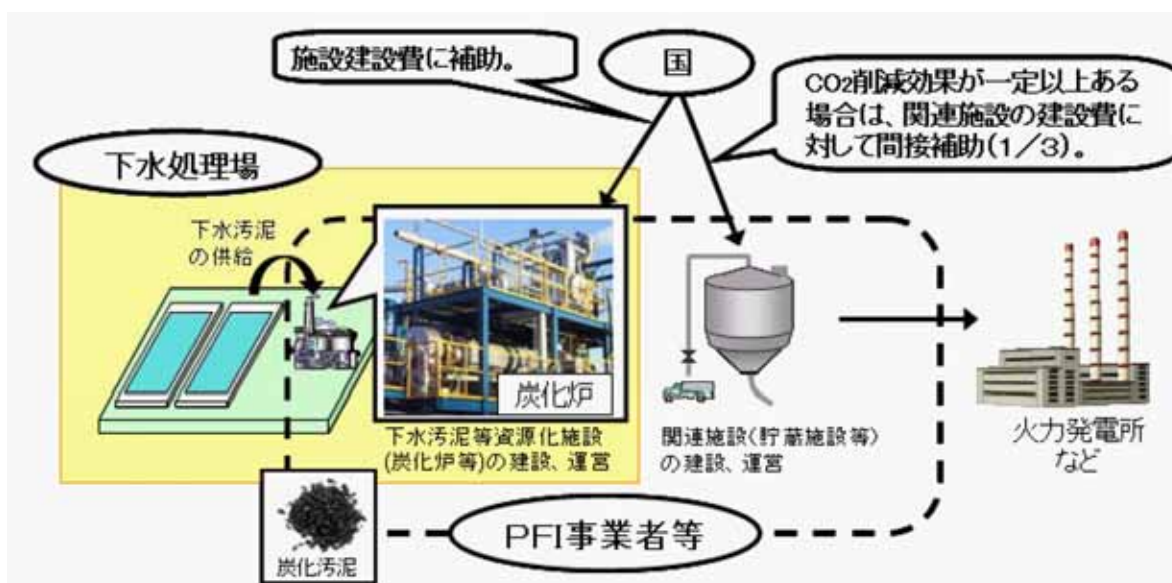 施設建設費に補助。
国
CO2削減効果が一定以上ある
場合は、関連施設の建設費に
対して間接補助(1/3)。
下水処理場
下水汚泥
の供給
炭化炉
下水汚泥等資源化施設
(炭化炉等)の建設、運営
関連施設(貯蔵施設等)
の建設、運営
火力発電所
など
炭化汚泥
PFI事業者等